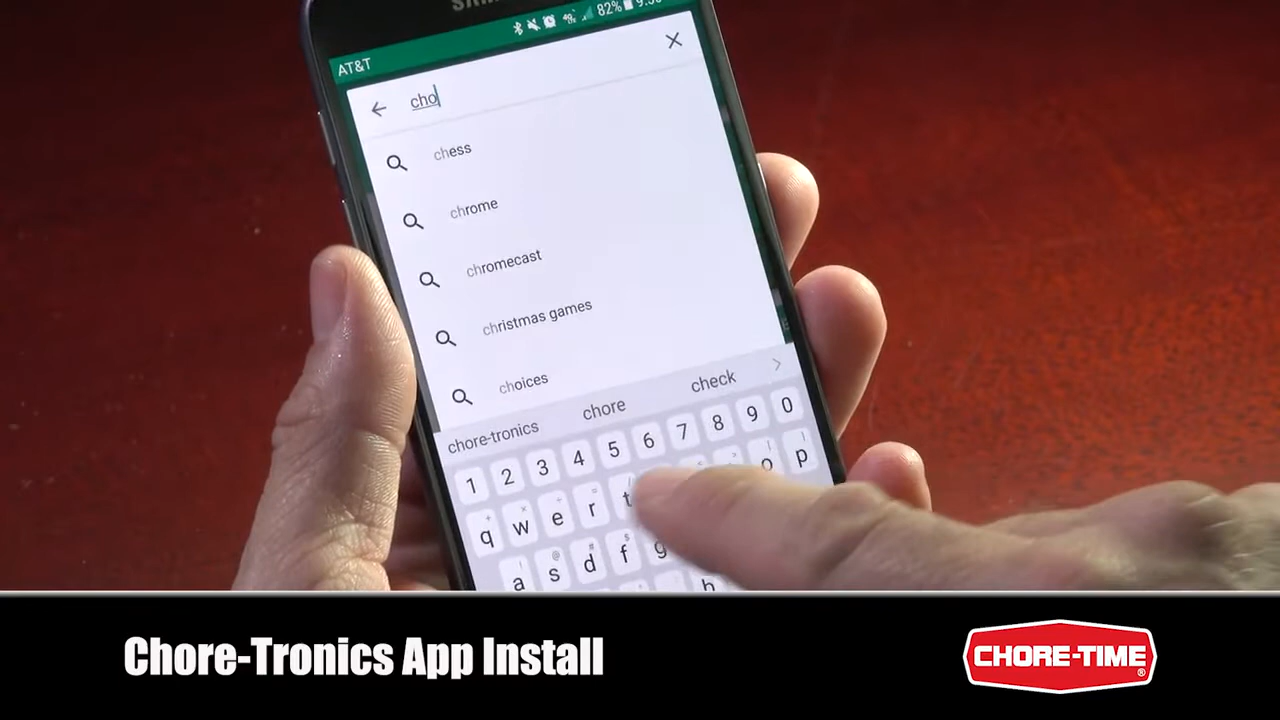 82%
AT&T
cho
chess
chrome
chromecast
christmas games
choices
chore-tronics
chore
check
1 2 3 4 5 6 7 8 9 0
q w e r t o p
a s d f g
h
Chore-Tronics App Install
CHORE-TIME®